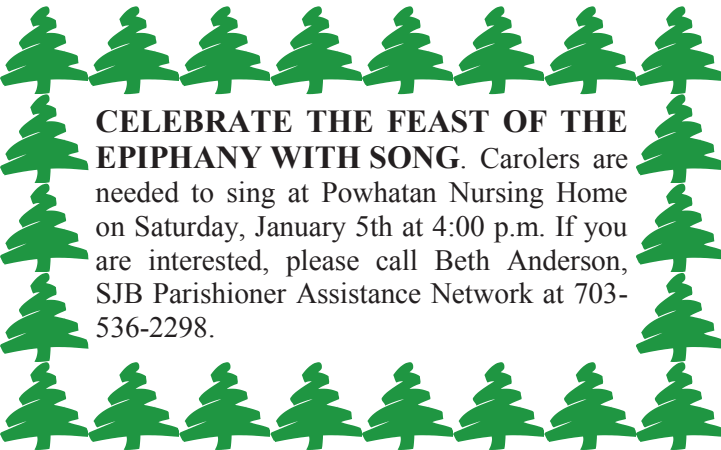 CELEBRATE THE FEAST OF THE
EPIPHANY WITH SONG. Carolers are
needed to sing at Powhatan Nursing Home
on Saturday, January 5th at 4:00 p.m. If you
are interested, please call Beth Anderson,
SJB Parishioner Assistance Network at 703-
536-2298.